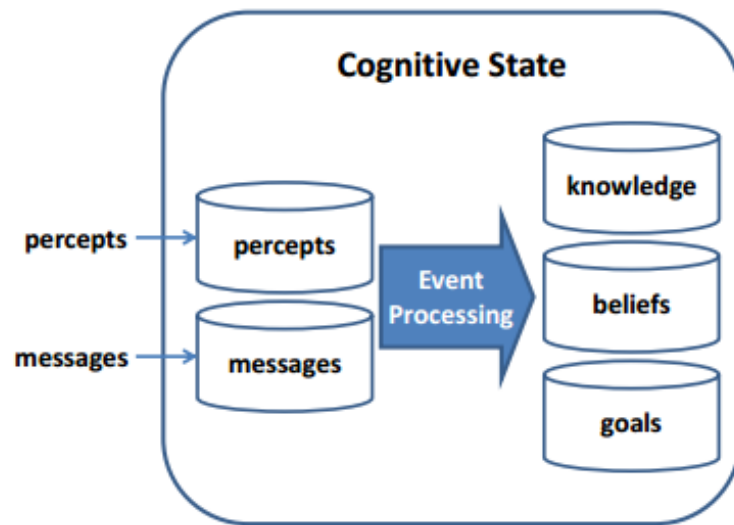 Cognitive State
knowledge
percepts
percepts
Event
Processing
beliefs
messages
messages
goals